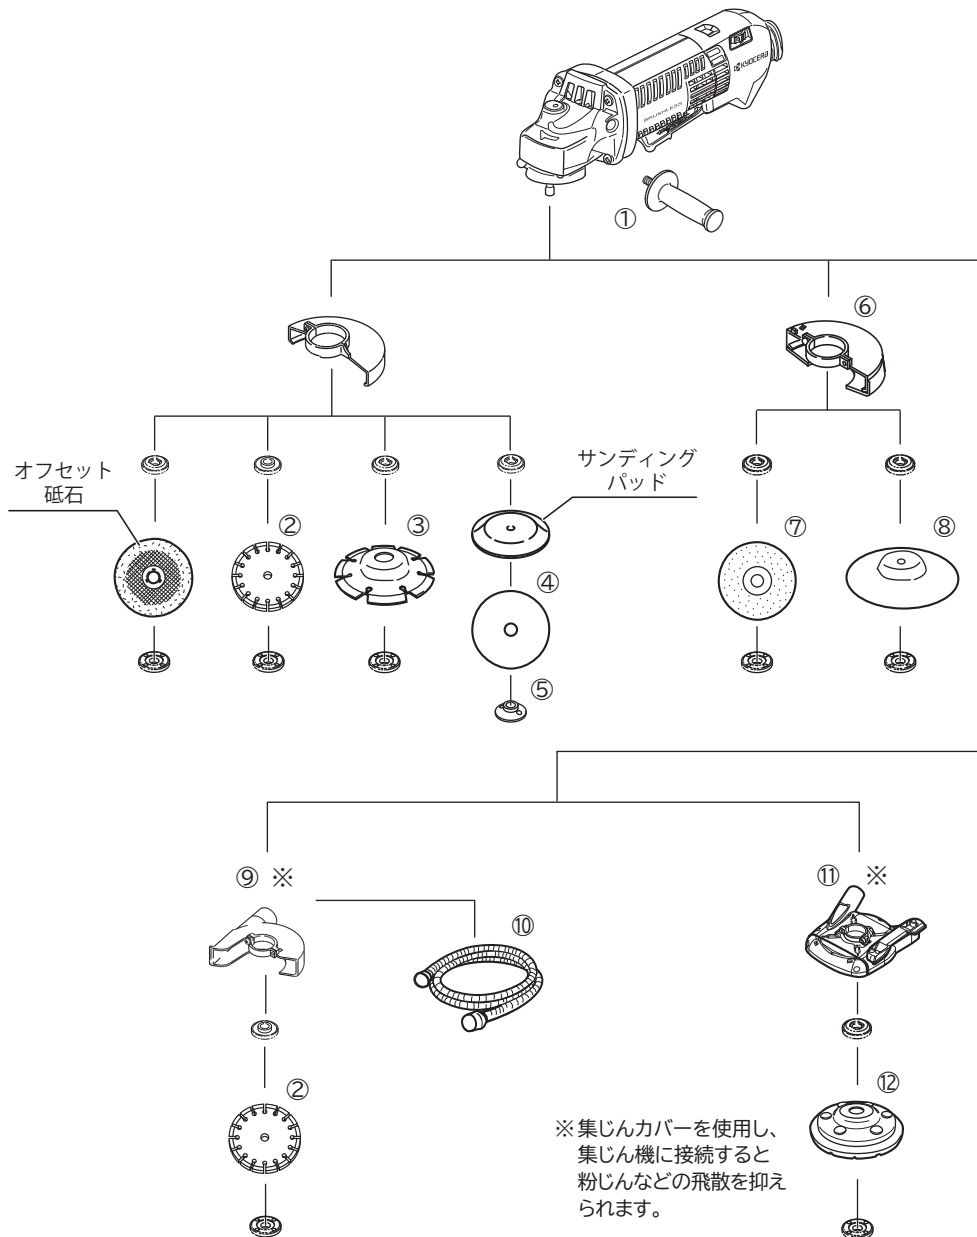 KYOCERA
BRUSHLESS
①
⑥
オフセット
砥石
サンディング
パッド
②
③
④
⑤
⑦
⑧
⑨ ※
⑩
⑪ ※
②
⑫
※集じんカバーを使用し、
集じん機に接続すると
粉じんなどの飛散を抑え
られます。